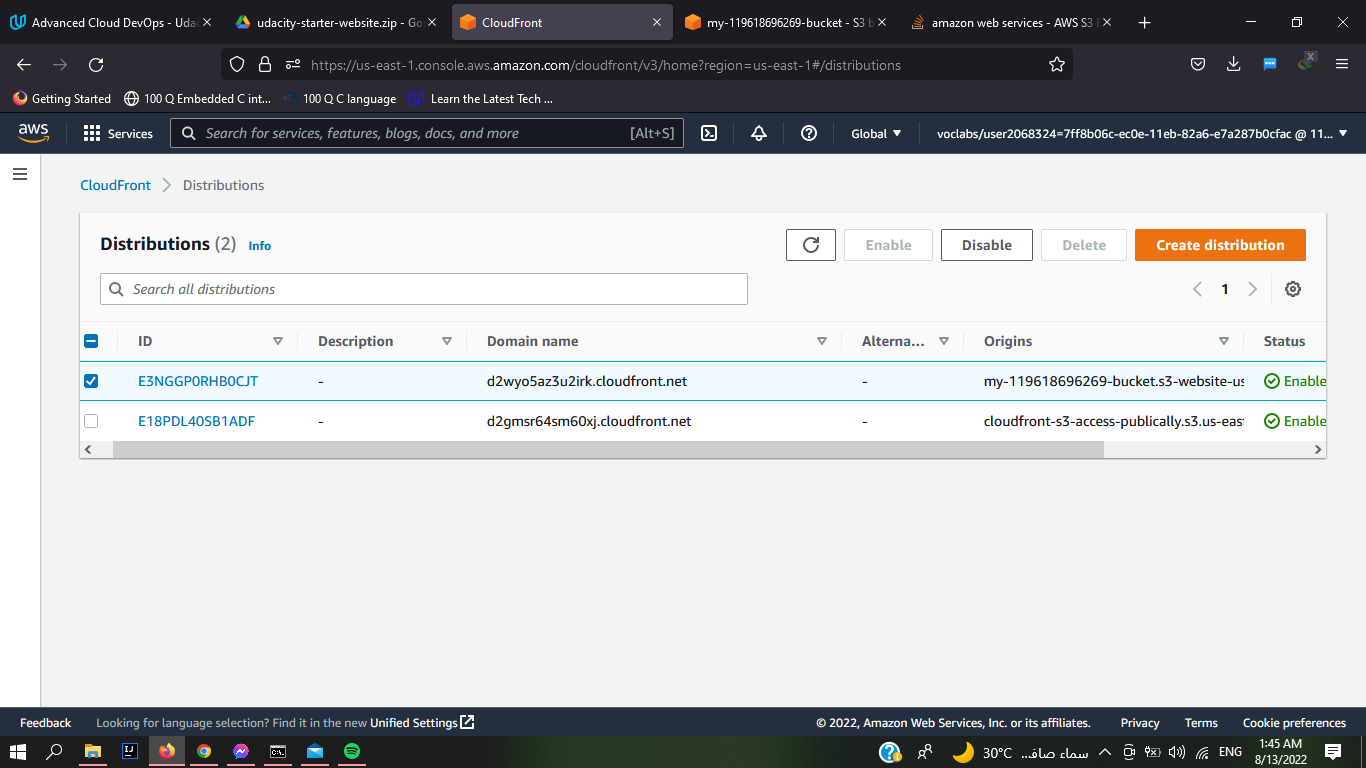 Advanced Cloud DevOps - Udac
udacity-starter-website.zip - Go
CloudFront
my-119618696269-bucket - S3 b
amazon web services - AWS S3 E
https://us-east-1.console.aws.amazon.com/cloudfront/v3/home?region=us-east-1#/distributions
Getting Started
100 Q Embedded C int...
100 Q C language
Learn the Latest Tech ...
aws
Services
Search for services, features, blogs, docs, and more
[Alt+S]
Global
voclabs/user2068324=7ff8b06c-ec0e-11eb-82a6-e7a287b0cfac @ 11...
CloudFront
Distributions
Distributions (2) Info
Enable
Disable
Delete
Create distribution
Search all distributions
1
ID
Description
Domain name
Alterna...
Origins
Status
E3NGGP0RHB0CJT
-
d2wyo5az3u2irk.cloudfront.net
-
my-119618696269-bucket.s3-website-us
Enable
E18PDL40SB1ADF
-
d2gmsr64sm60xj.cloudfront.net
-
cloudfront-s3-access-publically.s3.us-east
Enable
Feedback
Looking for language selection? Find it in the new Unified Settings
© 2022, Amazon Web Services, Inc. or its affiliates.
Privacy
Terms
Cookie preferences
30°C
سماء صافـ...
ENG
1:45 AM
8/13/2022